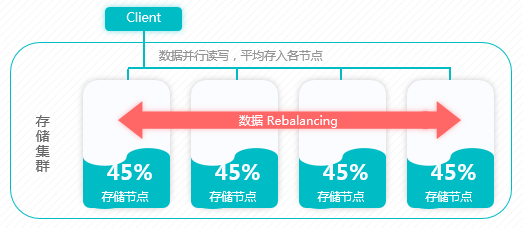 Client
数据并行读写，平均存入各节点
存储集群
数据 Rebalancing
45%
存储节点
45%
存储节点
45%
存储节点
45%
存储节点